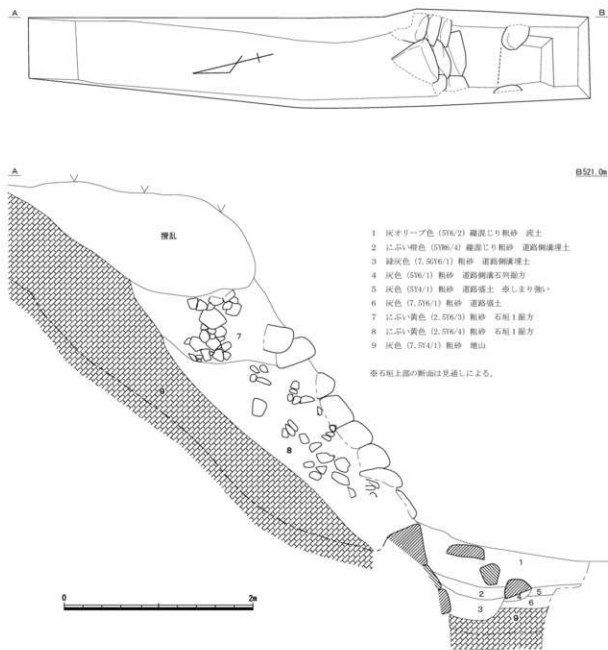 A B
A B 521.0m
撹乱
1 灰オリーブ色 (5Y6/2) 礫混じり粗砂 流土
2 にぶい橙色 (5YR6/4) 礫混じり粗砂 道路側溝埋土
3 緑灰色 (7.5GY6/1) 粗砂 道路側溝埋土
4 灰色 (5Y6/1) 粗砂 道路側溝石列掘方
5 灰色 (5Y4/1) 粗砂 道路盛土 ※しまり強い
6 灰色 (7.5Y6/1) 粗砂 道路盛土
7 にぶい黄色 (2.5Y6/3) 粗砂 石垣1掘方
8 にぶい黄色 (2.5Y6/4) 粗砂 石垣1掘方
9 灰色 (7.5Y4/1) 粗砂 地山
※石垣上部の断面は見通しによる。
7
9
8
1
2 4 5
3 6
9
0 2m